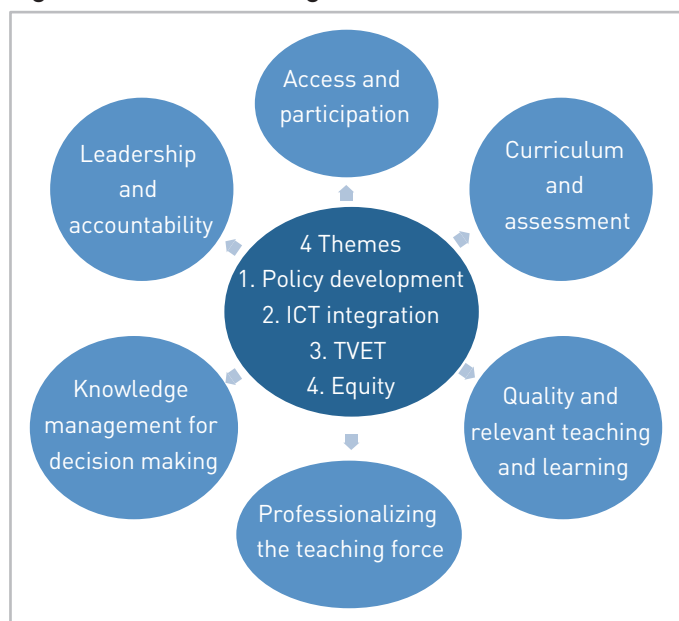 Access and
participation
Leadership
and
accountability
Curriculum
and
assessment
4 Themes
1. Policy development
2. ICT integration
3. TVET
4. Equity
Knowledge
management for
decision making
Quality and
relevant teaching
and learning
Professionalizing
the teaching force